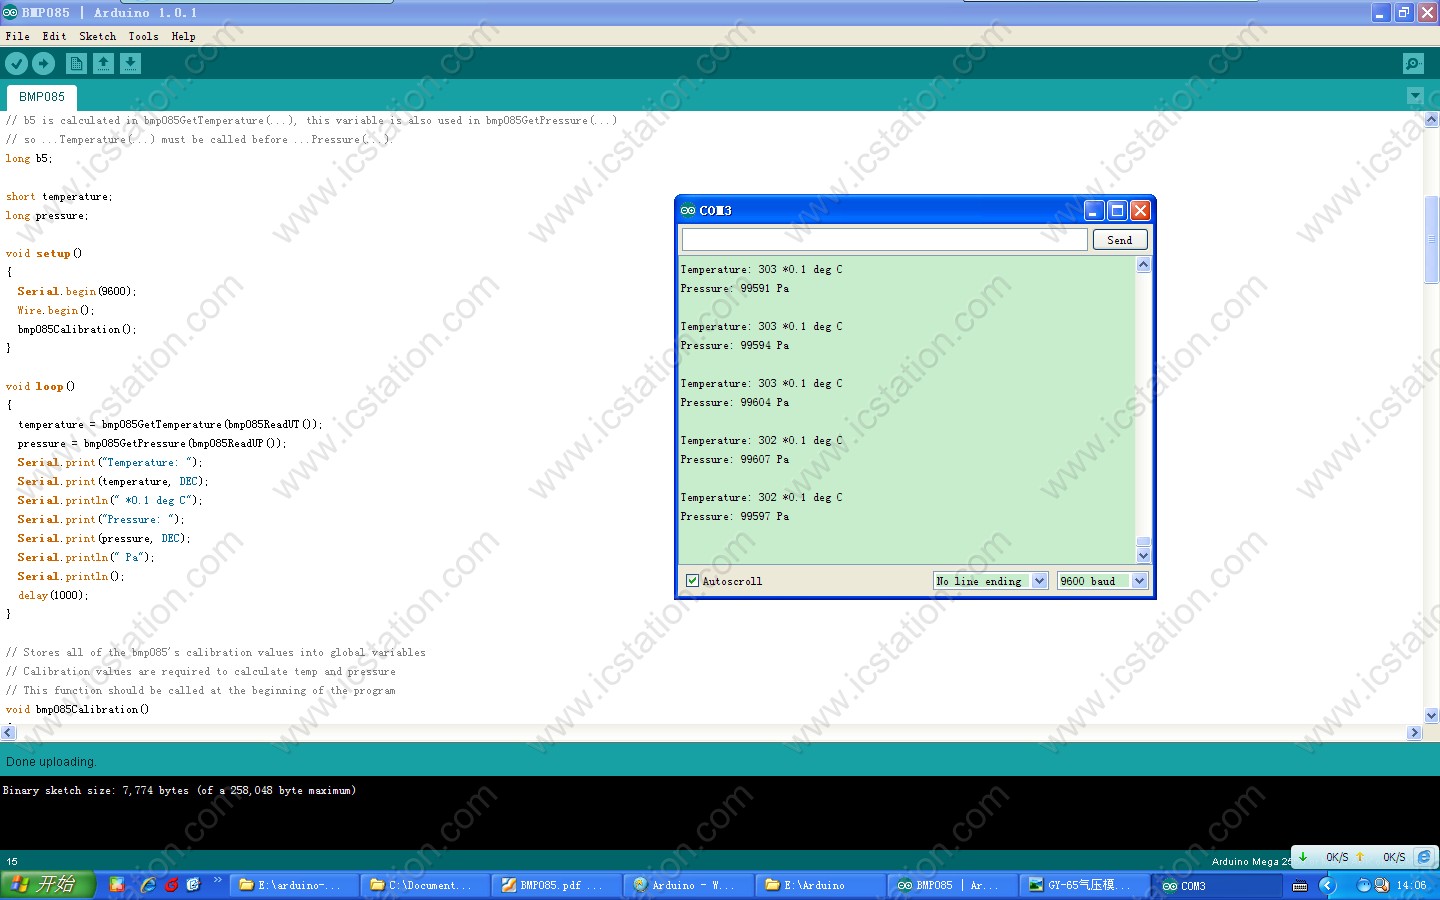 BMP085 | Arduino 1.0.1
File Edit Sketch Tools Help
BMP085
// b5 is calculated in bmp085GetTemperature(...), this variable is also used in bmp085GetPressure(...)
// so ...Temperature(...) must be called before ...Pressure(...).
long b5;
short temperature;
long pressure;
void setup()
{
Serial.begin(9600);
Wire.begin();
bmp085Calibration();
}
void loop()
{
temperature = bmp085GetTemperature(bmp085ReadUT());
pressure = bmp085GetPressure(bmp085ReadUP());
Serial.print("Temperature: ");
Serial.print(temperature, DEC);
Serial.println(" *0.1 deg C");
Serial.print("Pressure: ");
Serial.print(pressure, DEC);
Serial.println(" Pa");
Serial.println();
delay(1000);
}
// Stores all of the bmp085's calibration values into global variables
// Calibration values are required to calculate temp and pressure
// This function should be called at the beginning of the program
void bmp085Calibration()
COM3
Send
Temperature: 303 *0.1 deg C
Pressure: 99591 Pa
Temperature: 303 *0.1 deg C
Pressure: 99594 Pa
Temperature: 303 *0.1 deg C
Pressure: 99604 Pa
Temperature: 302 *0.1 deg C
Pressure: 99607 Pa
Temperature: 302 *0.1 deg C
Pressure: 99597 Pa
Autoscroll No line ending 9600 baud
Done uploading.
Binary sketch size: 7,774 bytes (of a 258,048 byte maximum)
15 Arduino Mega 25 0K/S 0K/S
开始 E:\arduino-... C:\Document... BMP085.pdf ... Arduino - W... E:\Arduino BMP085 | Ar... GY-65气压模... COM3 14:06
www.icstation.com